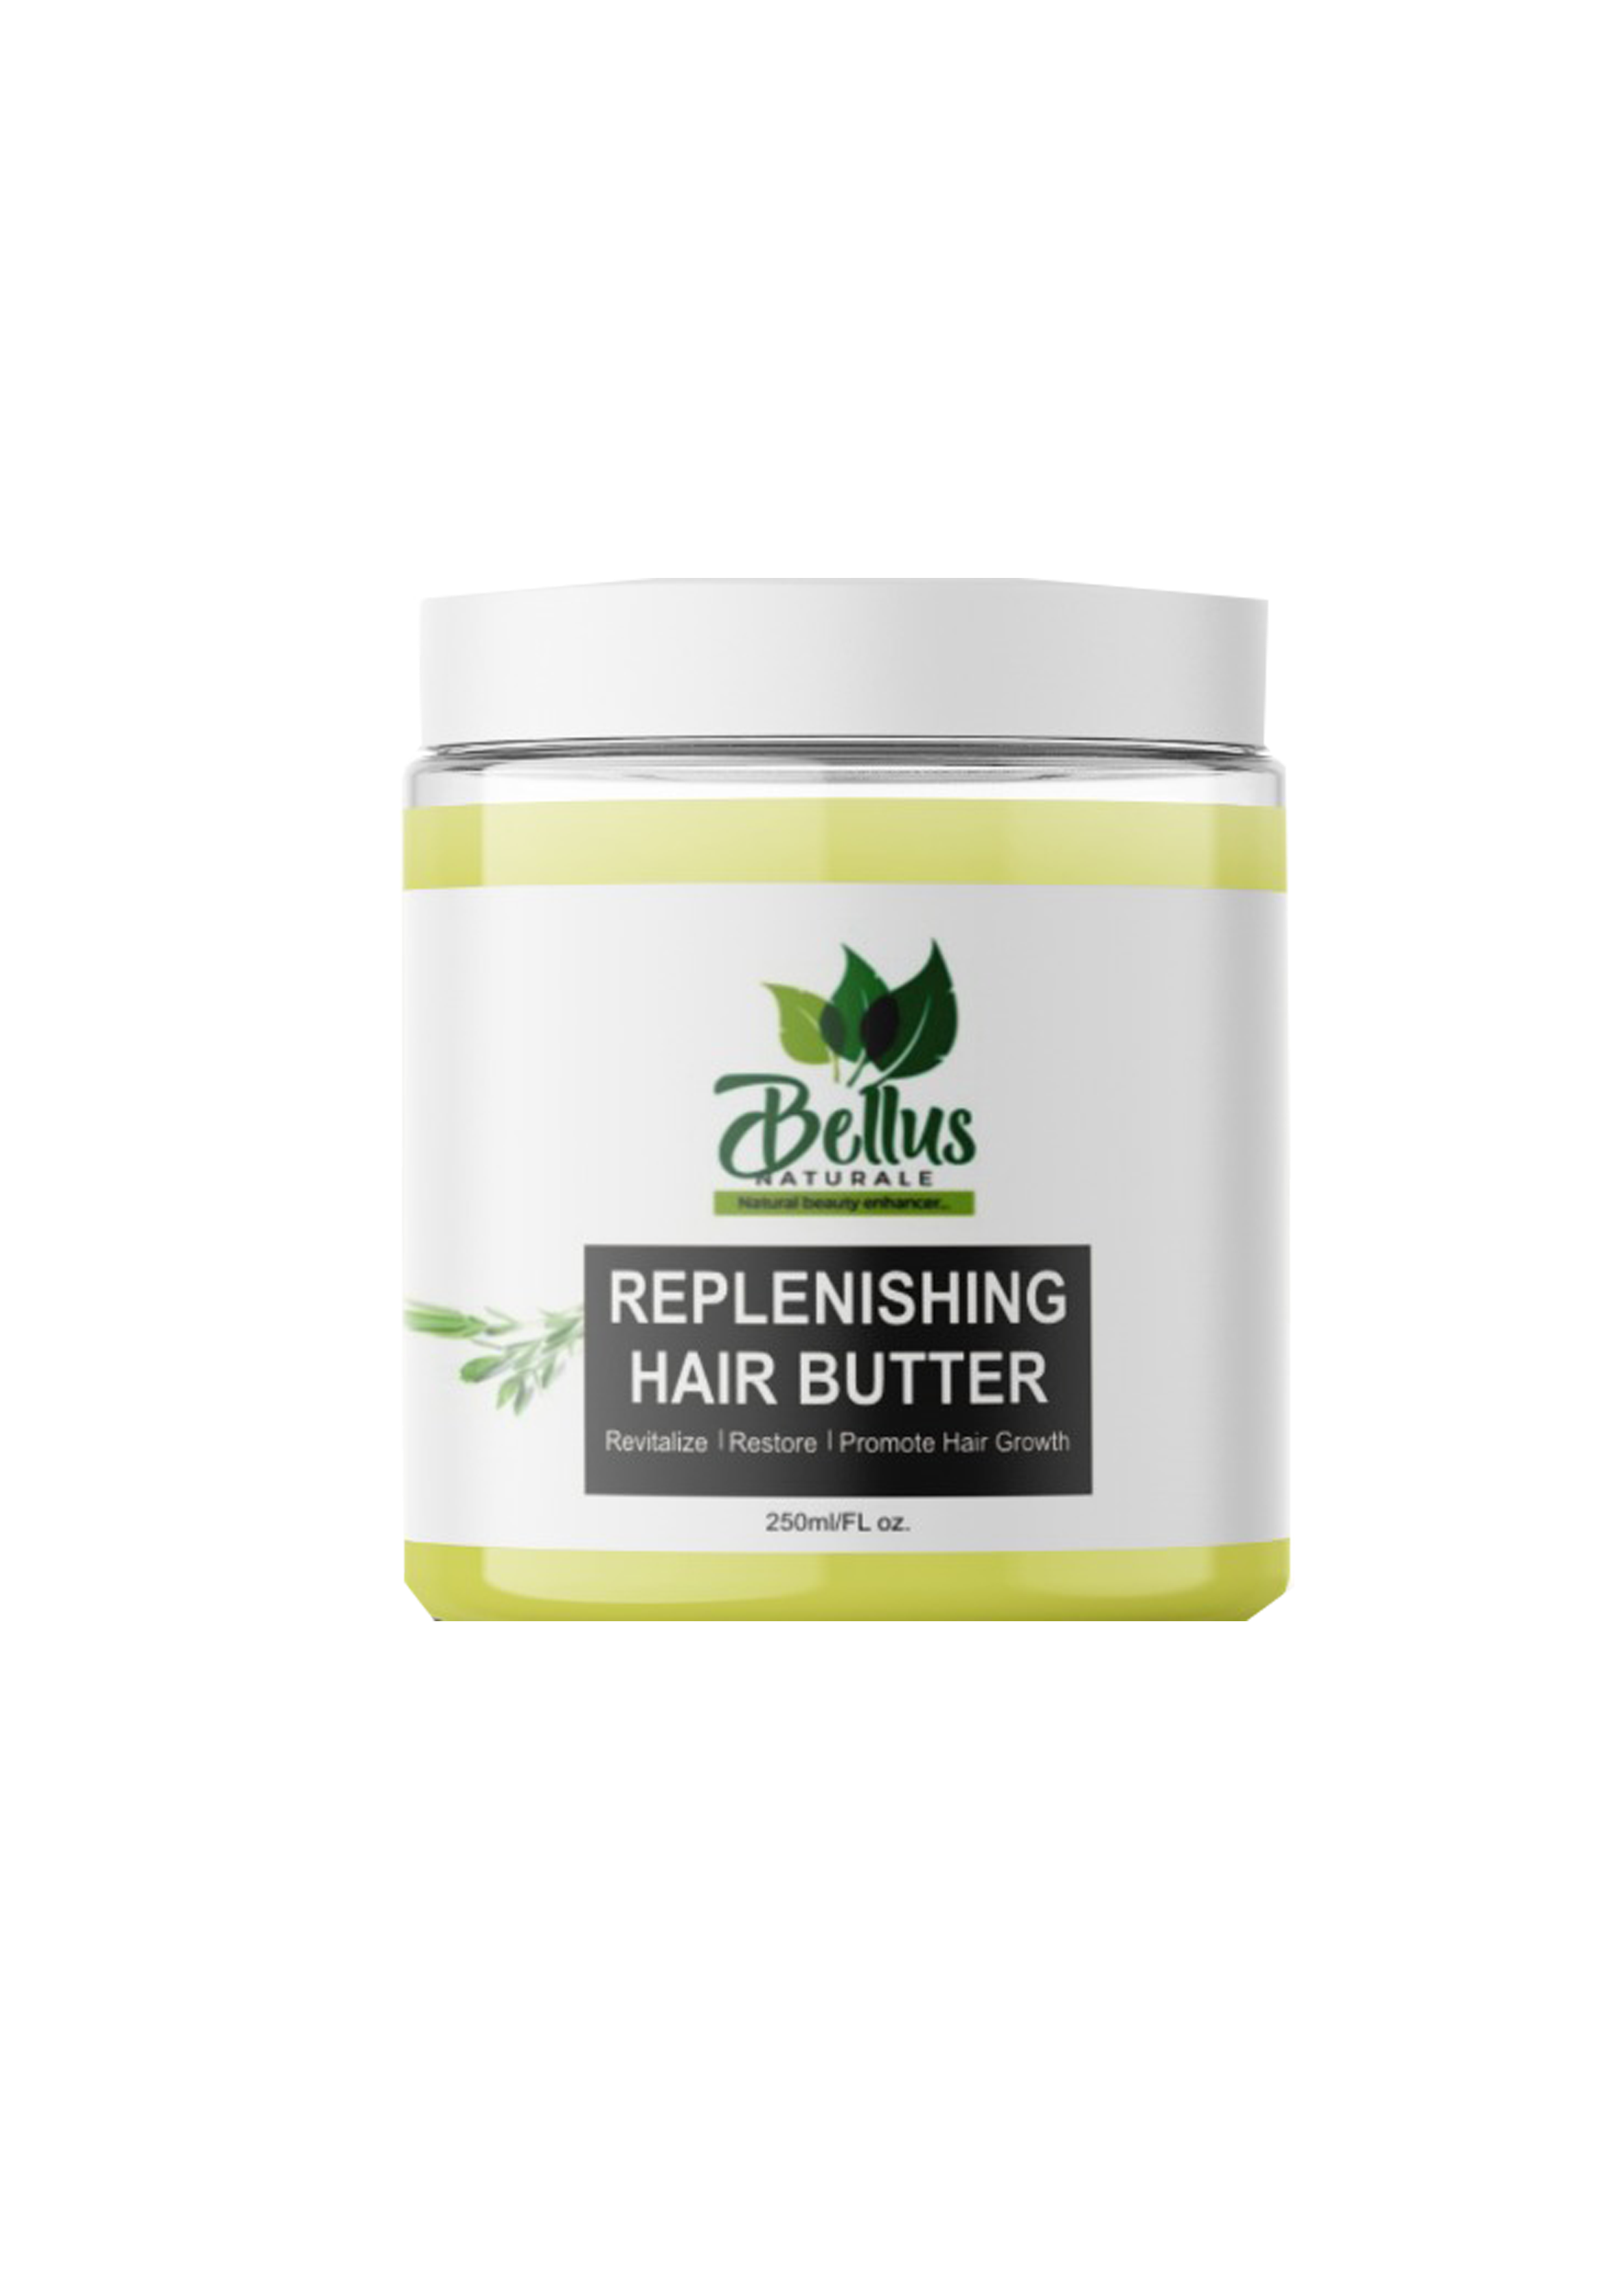 Bellus
NATURALE
Natural beauty enhancer..
REPLENISHING
HAIR BUTTER
Revitalize | Restore | Promote Hair Growth
250ml/FL oz.